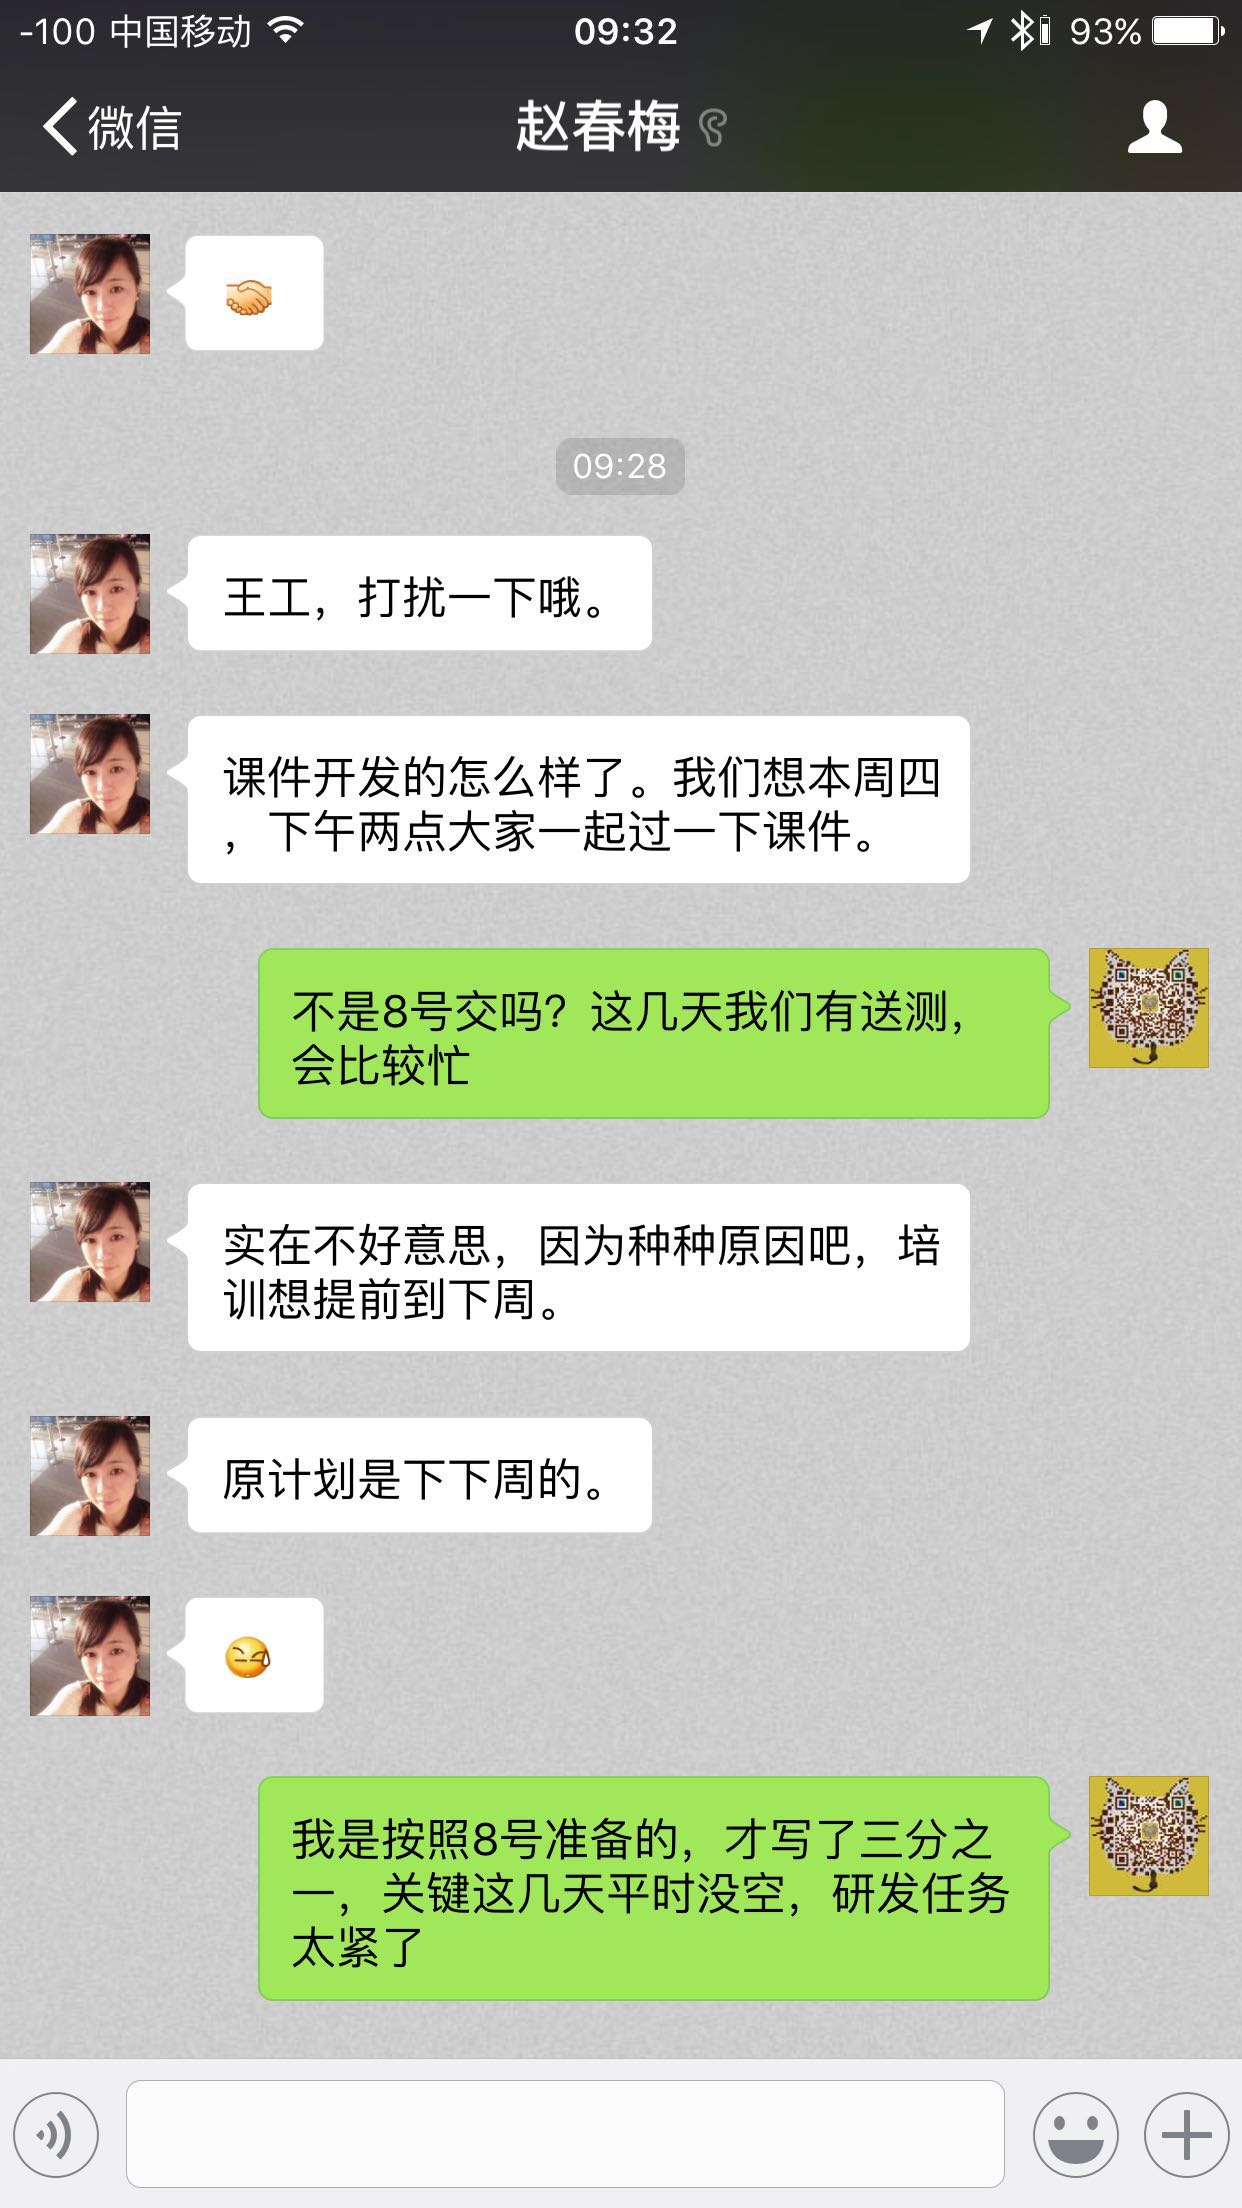 -100 中国移动 09:32 93%
微信 赵春梅
09:28
王工，打扰一下哦。
课件开发的怎么样了。我们想本周四
，下午两点大家一起过一下课件。
不是8号交吗？这几天我们有送测，
会比较忙
实在不好意思，因为种种原因吧，培
训想提前到下周。
原计划是下下周的。
我是按照8号准备的，才写了三分之
一，关键这几天平时没空，研发任务
太紧了